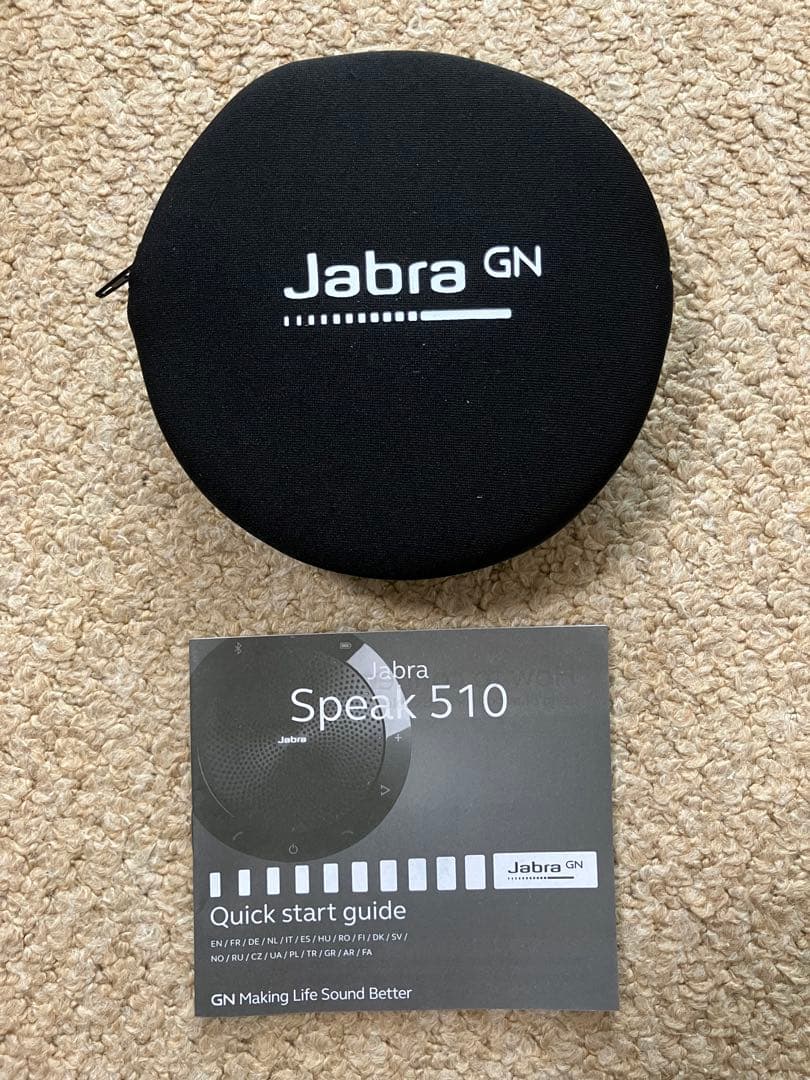 Jabra GN
Jabra
Speak 510
Jabra
Jabra GN
Quick start guide
EN / FR / DE / NL / IT / ES / HU / RO / FI / DK / SV /
NO / RU / CZ / UA / PL / TR / GR / AR / FA
GN Making Life Sound Better